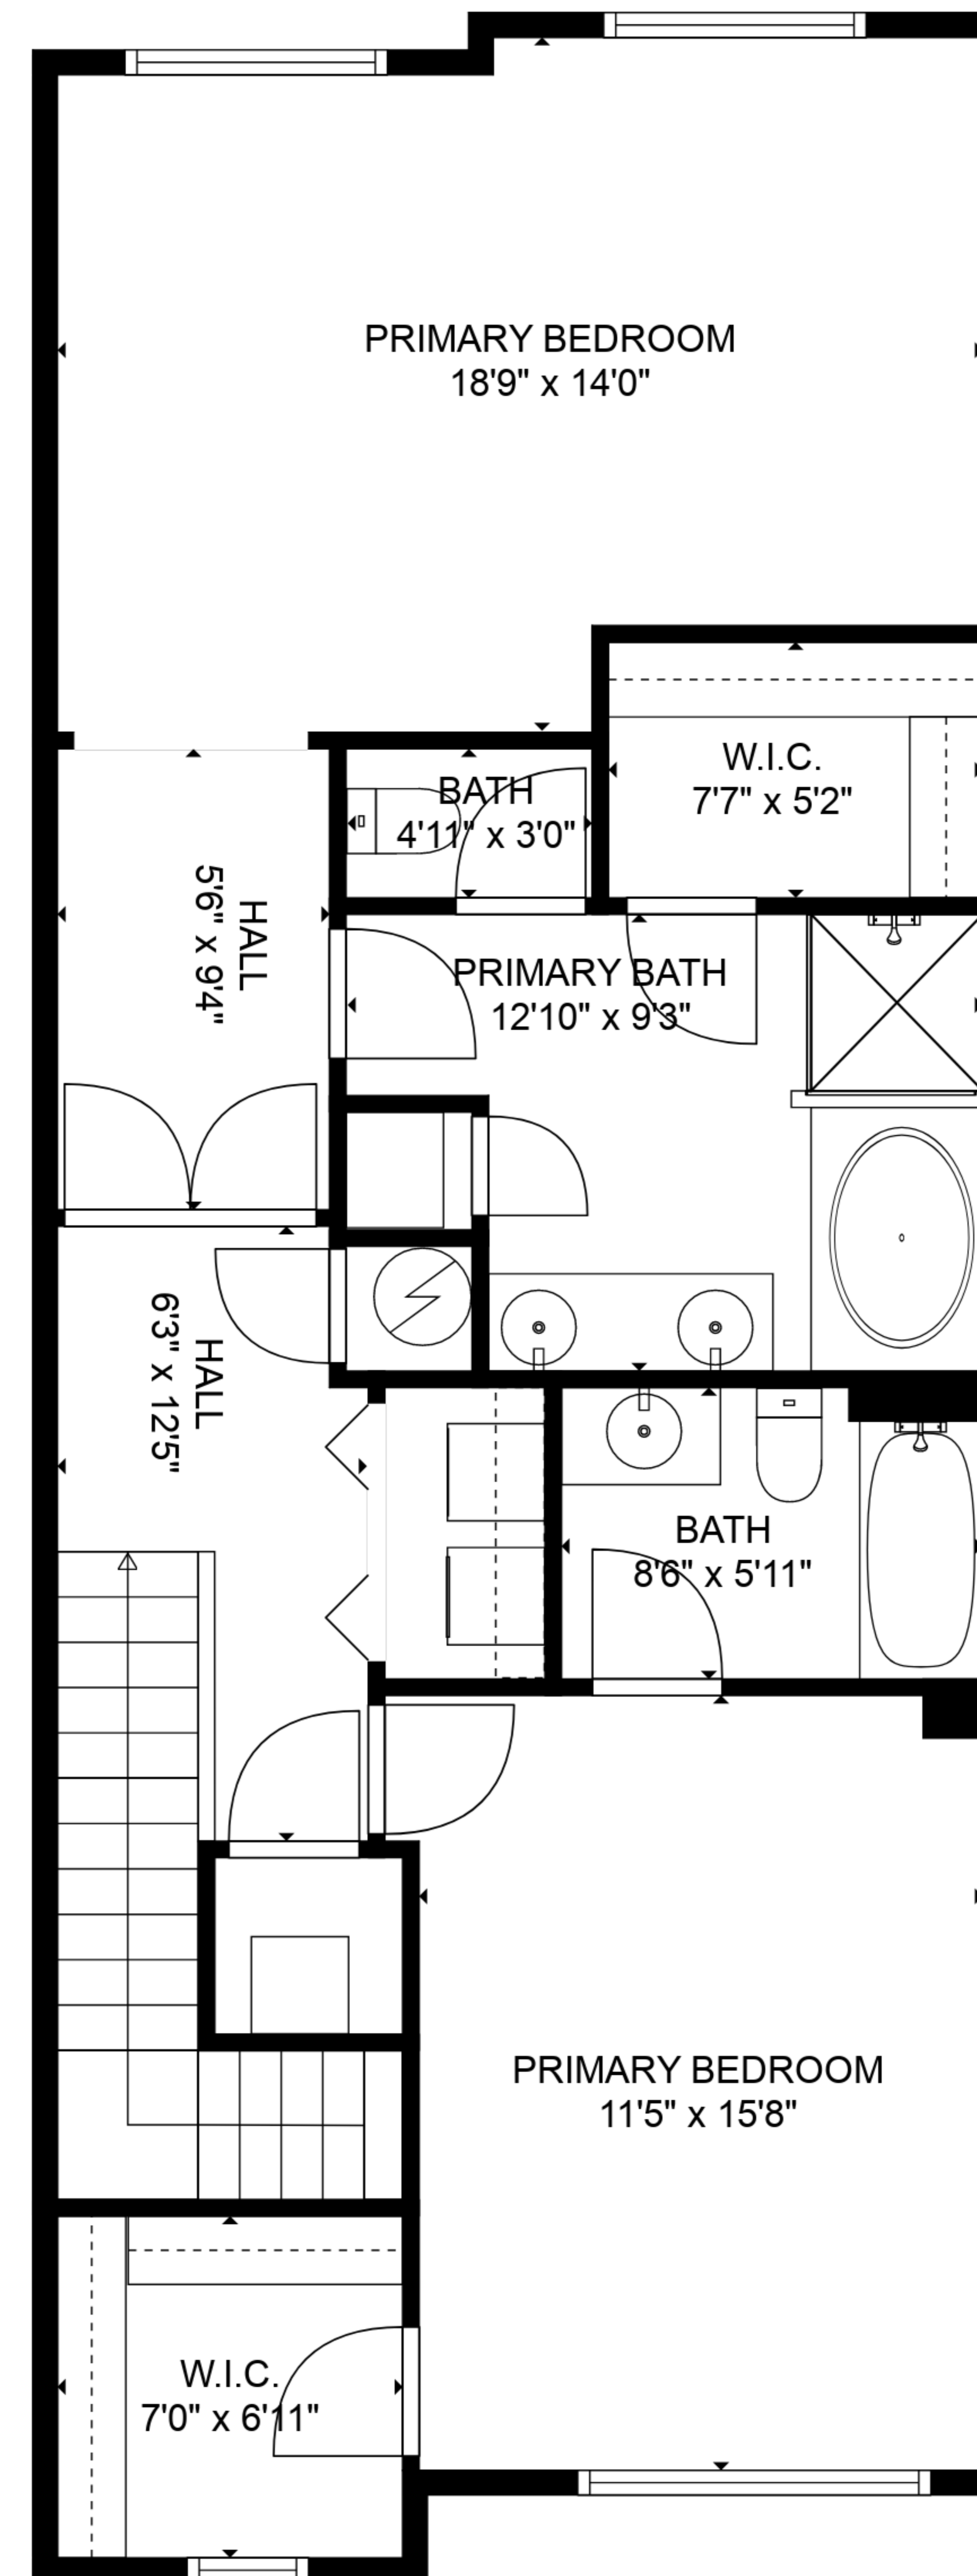 PRIMARY BEDROOM
18'9" x 14'0"
W.I.C.
7'7" x 5'2"
BATH
4'11" x 3'0"
HALL
5'6" x 9'4"
PRIMARY BATH
12'10" x 9'3"
HALL
6'3" x 12'5"
BATH
8'6" x 5'11"
PRIMARY BEDROOM
11'5" x 15'8"
W.I.C.
7'0" x 6'11"